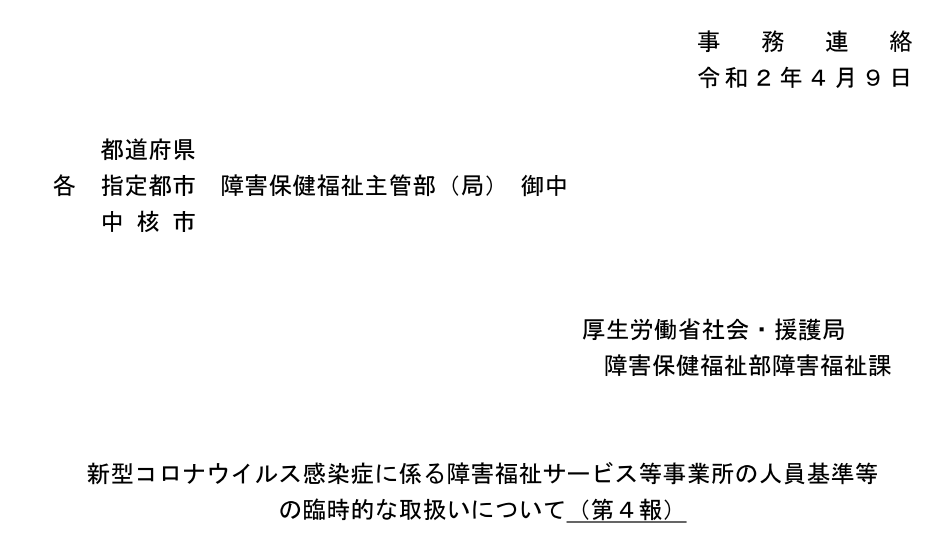 事務連絡
令和２年４月９日
都道府県
各 指定都市 障害保健福祉主管部（局） 御中
中核市
厚生労働省社会・援護局
障害保健福祉部障害福祉課
新型コロナウイルス感染症に係る障害福祉サービス等事業所の人員基準等
の臨時的な取扱いについて（第４報）